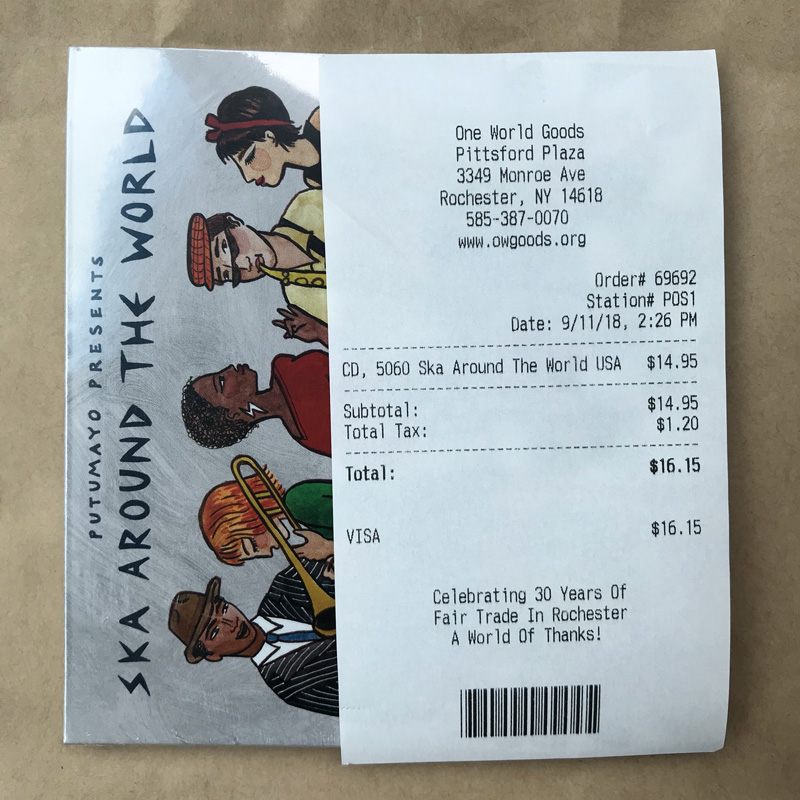 PUTUMAYO PRESENTS
SKA AROUND THE WORLD
One World Goods
Pittsford Plaza
3349 Monroe Ave
Rochester, NY 14618
585-387-0070
www.owgoods.org
Order# 69692
Station# POS1
Date: 9/11/18, 2:26 PM
CD, 5060 Ska Around The World USA $14.95
Subtotal: $14.95
Total Tax: $1.20
Total: $16.15
VISA $16.15
Celebrating 30 Years Of
Fair Trade In Rochester
A World Of Thanks!